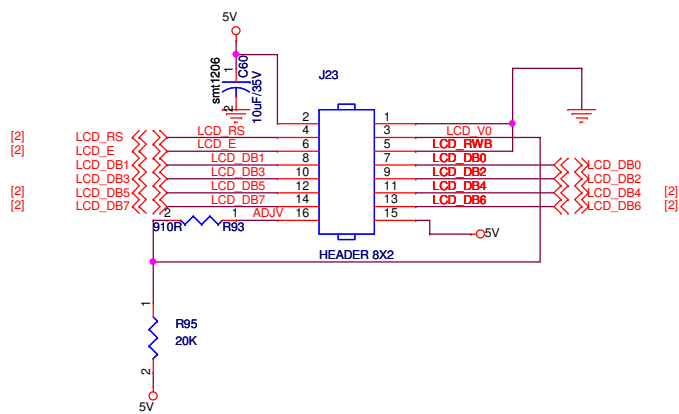 5V
smt1206
1
C60
2
10uF/35V
J23
2
1
[2] LCD_RS LCD_RS 4 3 LCD_V0
[2] LCD_E LCD_E 6 5 LCD_RWB
LCD_DB1 LCD_DB1 8 7 LCD_DB0 LCD_DB0
LCD_DB3 LCD_DB3 10 9 LCD_DB2 LCD_DB2
[2] LCD_DB5 LCD_DB5 12 11 LCD_DB4 LCD_DB4 [2]
[2] LCD_DB7 LCD_DB7 14 13 LCD_DB6 LCD_DB6 [2]
2 1 ADJV 16 15
910R R93
5V
HEADER 8X2
1
R95
20K
2
5V